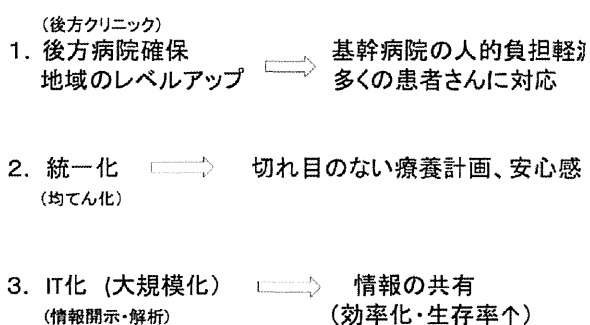 (後方クリニック)
1. 後方病院確保 ⇒ 基幹病院の人的負担軽減
地域のレベルアップ 多くの患者さんに対応
2. 統一化 ⇒ 切れ目のない療養計画、安心感
(均てん化)
3. IT化 (大規模化) ⇒ 情報の共有
(情報開示・解析) (効率化・生存率↑)